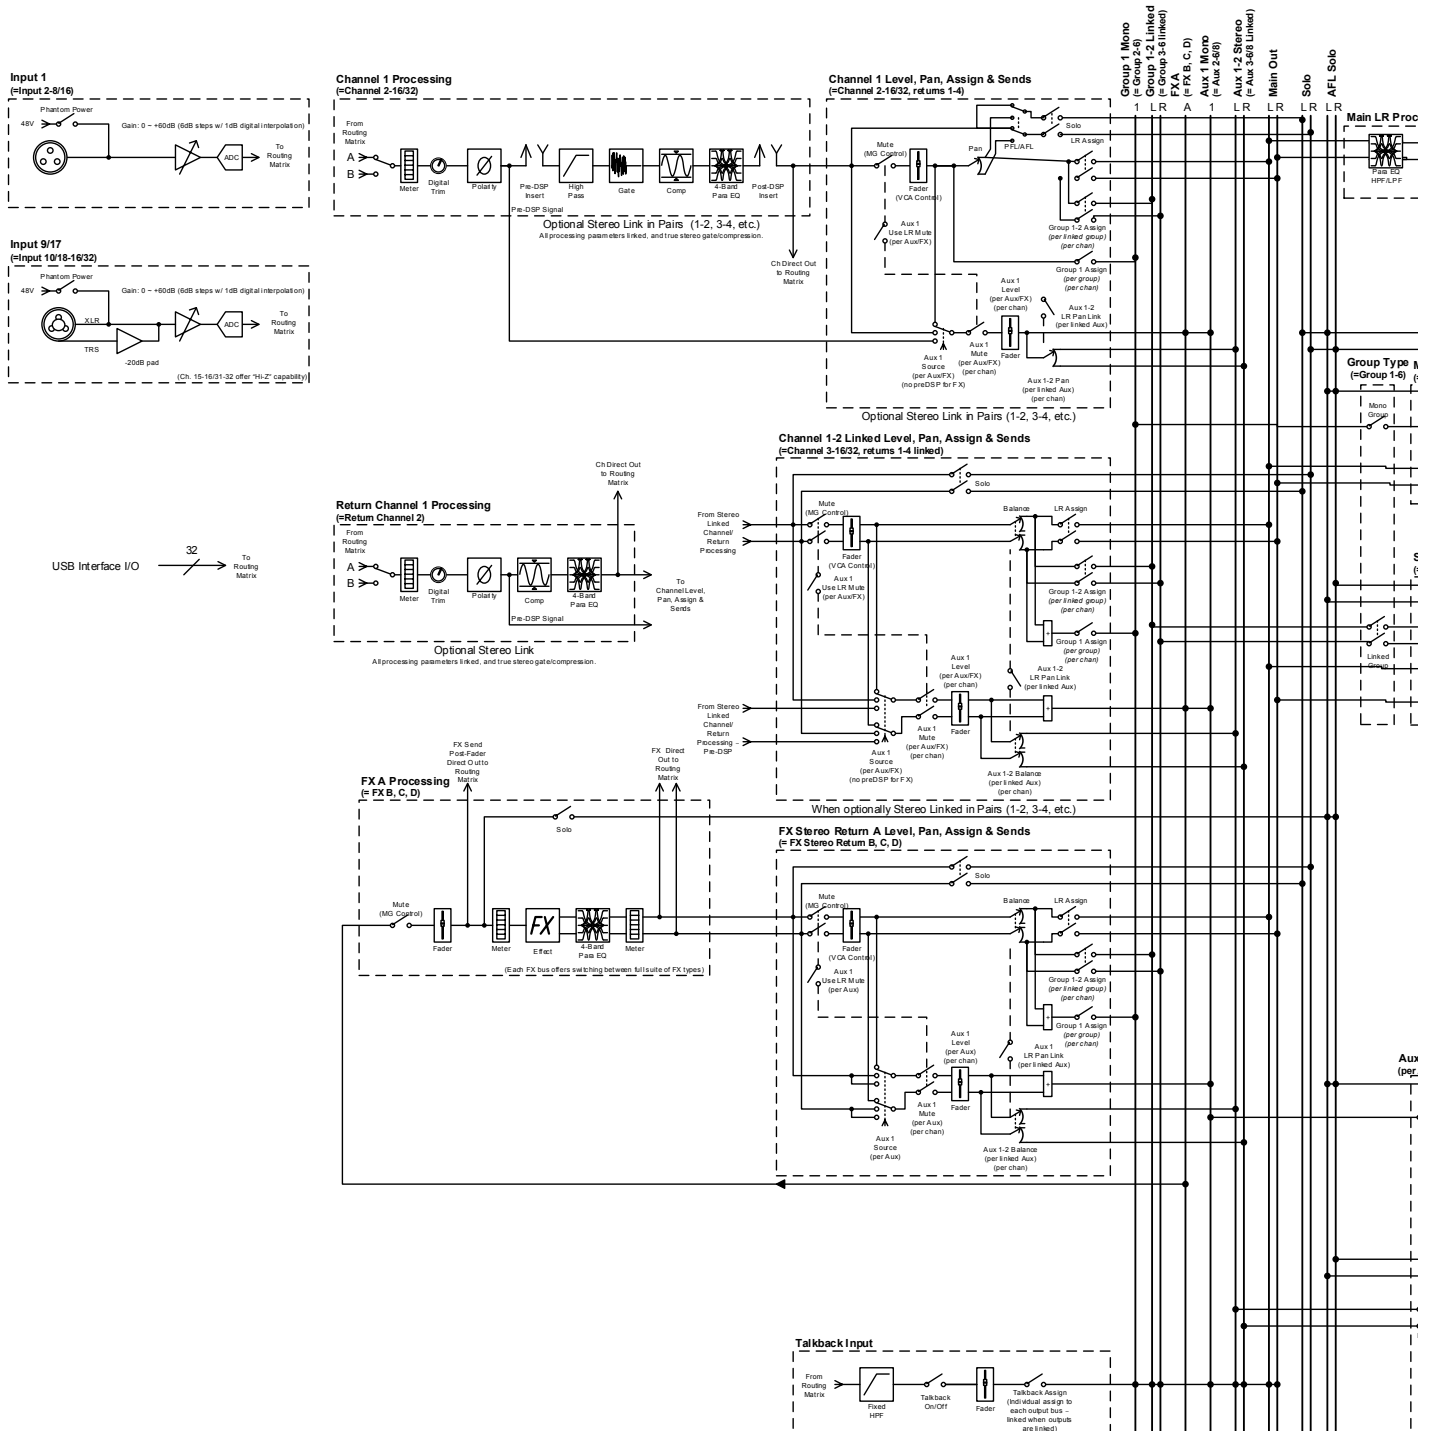 Input 1
(=Input 2-8/16)
Phantom Power
48V
Gain: 0 – +60dB (6dB steps w/ 1dB digital interpolation)
ADC
To
Routing
Matrix
Input 9/17
(=Input 10/18-16/32)
Phantom Power
48V
Gain: 0 – +60dB (6dB steps w/ 1dB digital interpolation)
XLR
TRS
-20dB pad
ADC
To
Routing
Matrix
(Ch. 15-16/31-32 offer "Hi-Z" capability)
USB Interface I/O
32
To
Routing
Matrix
Channel 1 Processing
(=Channel 2-16/32)
From
Routing
Matrix
A
B
Meter
Digital
Trim
Polarity
Pre-DSP
Insert
High
Pass
Gate
Comp
4-Band
Para EQ
Post-DSP
Insert
Pre-DSP Signal
Optional Stereo Link in Pairs (1-2, 3-4, etc.)
All processing parameters linked, and true stereo gate/compression.
Ch Direct Out
to Routing
Matrix
Return Channel 1 Processing
(=Return Channel 2)
From
Routing
Matrix
A
B
Meter
Digital
Trim
Polarity
Comp
4-Band
Para EQ
Pre-DSP Signal
Ch Direct Out
to Routing
Matrix
To
Channel Level,
Pan, Assign &
Sends
Optional Stereo Link
All processing parameters linked, and true stereo gate/compression.
FX Send
Post-Fader
Direct Out to
Routing
Matrix
FX Direct
Out to
Routing
Matrix
FX A Processing
(= FX B, C, D)
Solo
Mute
(MG Control)
Fader
Meter
FX
Effect
4-Band
Para EQ
Meter
(Each FX bus offers switching between full suite of FX types)
Channel 1 Level, Pan, Assign & Sends
(=Channel 2-16/32, returns 1-4)
Solo
PFL/AFL
Pan
LR Assign
Mute
(MG Control)
Fader
(VCA Control)
Aux 1
Use LR Mute
(per Aux/FX)
Group 1-2 Assign
(per linked group)
(per chan)
Group 1 Assign
(per group)
(per chan)
Aux 1
Level
(per Aux/FX)
(per chan)
Aux 1-2
LR Pan Link
(per linked Aux)
Aux 1
Source
(per Aux/FX)
(no preDSP for FX)
Aux 1
Mute
(per Aux/FX)
(per chan)
Fader
Aux 1-2 Pan
(per linked Aux)
(per chan)
Optional Stereo Link in Pairs (1-2, 3-4, etc.)
Channel 1-2 Linked Level, Pan, Assign & Sends
(=Channel 3-16/32, returns 1-4 linked)
Solo
From Stereo
Linked
Channel/
Return
Processing
Mute
(MG Control)
Fader
(VCA Control)
Balance
LR Assign
Aux 1
Use LR Mute
(per Aux/FX)
Group 1-2 Assign
(per linked group)
(per chan)
+
Group 1 Assign
(per group)
(per chan)
Aux 1
Level
(per Aux/FX)
(per chan)
Aux 1-2
LR Pan Link
(per linked Aux)
From Stereo
Linked
Channel/
Return
Processing –
Pre-DSP
+
Aux 1
Source
(per Aux/FX)
(no preDSP for FX)
Aux 1
Mute
(per Aux/FX)
(per chan)
Fader
Aux 1-2 Balance
(per linked Aux)
(per chan)
When optionally Stereo Linked in Pairs (1-2, 3-4, etc.)
FX Stereo Return A Level, Pan, Assign & Sends
(= FX Stereo Return B, C, D)
Solo
Mute
(MG Control)
Fader
(VCA Control)
Balance
LR Assign
Aux 1
Use LR Mute
(per Aux)
Group 1-2 Assign
(per linked group)
(per chan)
+
Group 1 Assign
(per group)
(per chan)
Aux 1
Level
(per Aux)
(per chan)
Aux 1
LR Pan Link
(per linked Aux)
+
Aux 1
Source
(per Aux)
Aux 1
Mute
(per Aux)
(per chan)
Fader
Aux 1-2 Balance
(per linked Aux)
(per chan)
Talkback Input
From
Routing
Matrix
Fixed
HPF
Talkback
On/Off
Fader
Talkback Assign
(Individual assign to
each output bus –
linked when outputs
are linked)
Group 1 Mono
(= Group 2-6)
Group 1-2 Linked
(= Group 3-6 linked)
FX A
(= FX B, C, D)
Aux 1 Mono
(= Aux 2-6/8)
Aux 1-2 Stereo
(= Aux 3-6/8 Linked)
Main Out
Solo
AFL Solo
1 L R A 1 L R L R L R L R
Main LR Proc
Para EQ
HPF/LPF
Group Type
(=Group 1-6)
Mono
Group
Linked
Group
Aux
(per